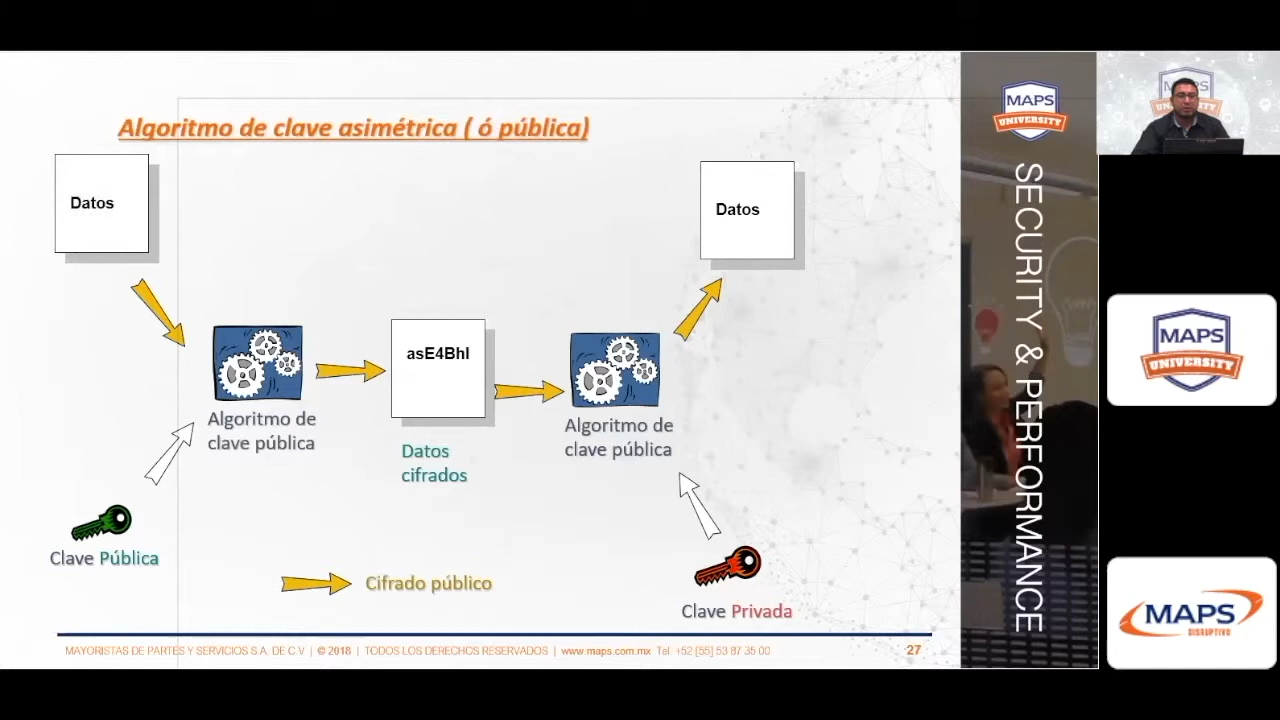 Algoritmo de clave asimétrica ( ó pública)
Datos
Datos
asE4BhI
Algoritmo de
clave pública
Datos
cifrados
Algoritmo de
clave pública
Clave Pública
Cifrado público
Clave Privada
MAYORISTAS DE PARTES Y SERVICIOS S.A. DE C.V | @ 2018 | TODOS LOS DERECHOS RESERVADOS | www.maps.com.mx Tel. +52 [55] 53 87 35 00
27
MAPS
UNIVERSITY
SECURITY & PERFORMANCE
MAPS
UNIVERSITY
MAPS
DISRUPTIVO